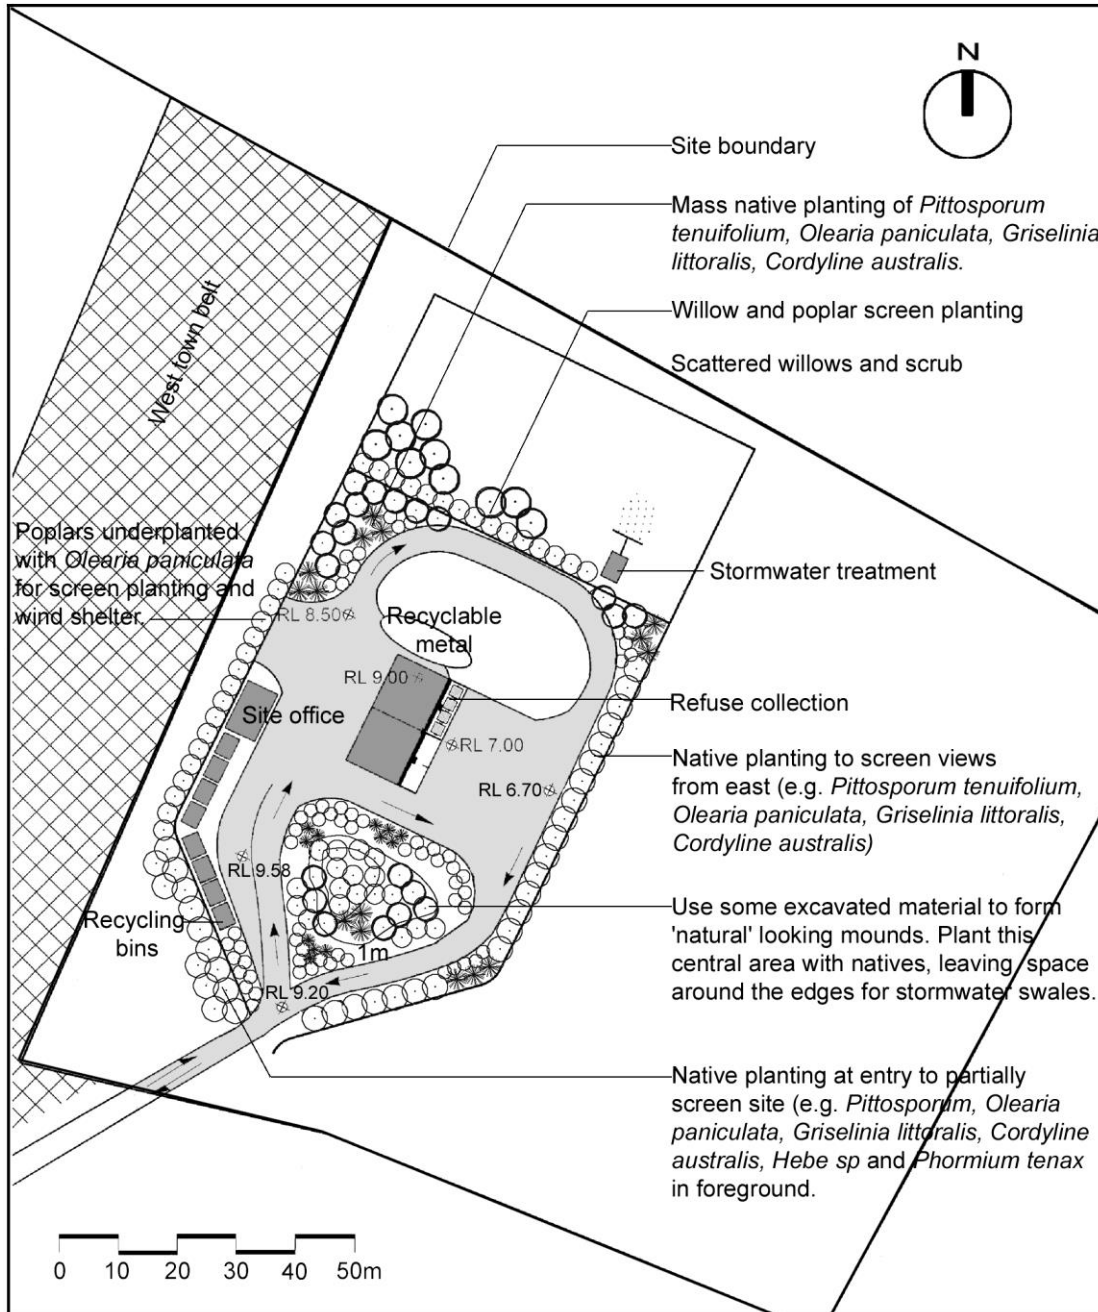 N
Site boundary
Mass native planting of Pittosporum
tenuifolium, Olearia paniculata, Griselinia
littoralis, Cordyline australis.
Willow and poplar screen planting
Scattered willows and scrub
West town belt
Poplars underplanted
with Olearia paniculata
for screen planting and
wind shelter.
Stormwater treatment
RL 8.50
Recyclable
metal
RL 9.00
Refuse collection
Site office
RL 7.00
RL 6.70
Native planting to screen views
from east (e.g. Pittosporum tenuifolium,
Olearia paniculata, Griselinia littoralis,
Cordyline australis)
RL 9.58
Recycling
bins
1m
Use some excavated material to form
'natural' looking mounds. Plant this
central area with natives, leaving space
around the edges for stormwater swales.
RL 9.20
Native planting at entry to partially
screen site (e.g. Pittosporum, Olearia
paniculata, Griselinia littoralis, Cordyline
australis, Hebe sp and Phormium tenax
in foreground.
0 10 20 30 40 50m